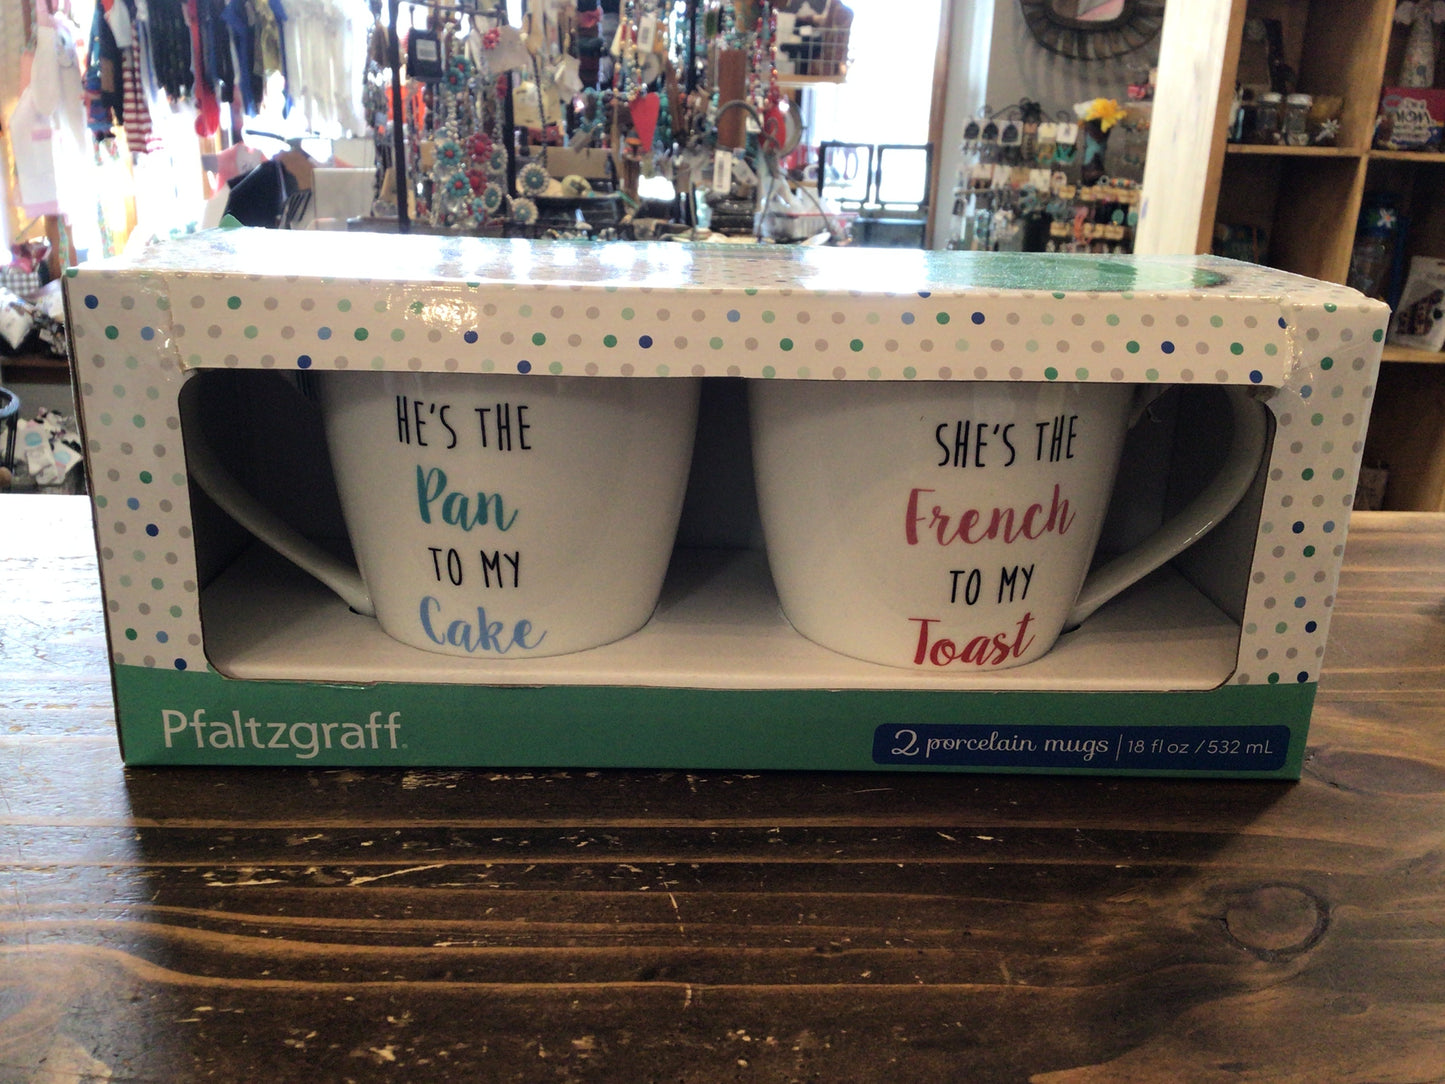 HE'S THE
Pan
TO MY
Cake
SHE'S THE
French
TO MY
Toast
Pfaltzgraff
2 porcelain mugs | 18 fl oz / 532 mL